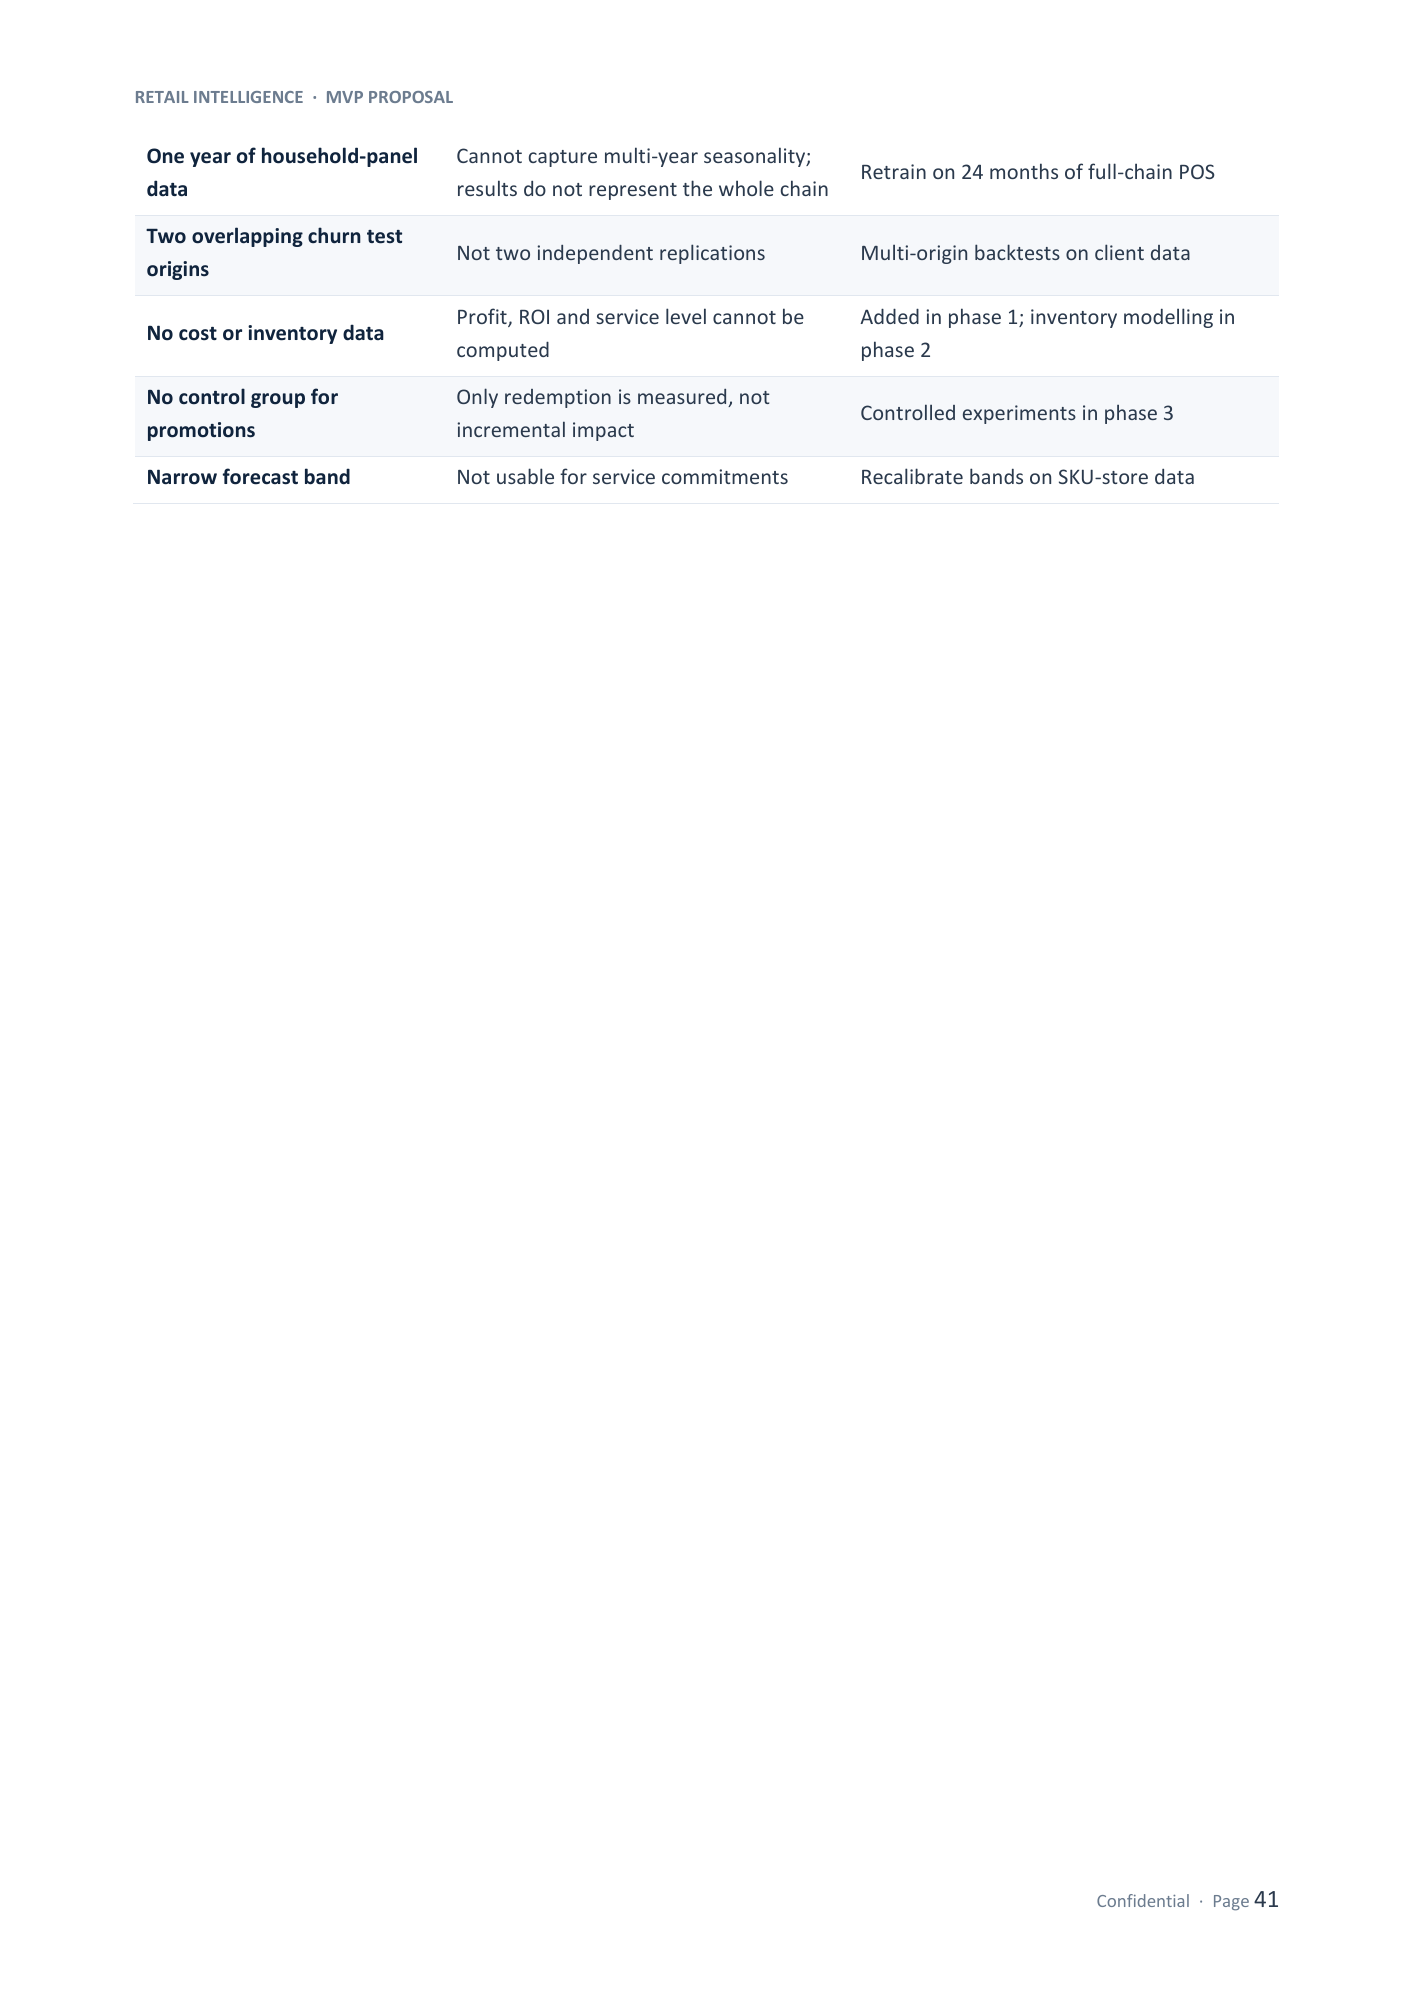 RETAIL INTELLIGENCE · MVP PROPOSAL
One year of household-panel
data
Cannot capture multi-year seasonality;
results do not represent the whole chain
Retrain on 24 months of full-chain POS
Two overlapping churn test
origins
Not two independent replications
Multi-origin backtests on client data
No cost or inventory data
Profit, ROI and service level cannot be
computed
Added in phase 1; inventory modelling in
phase 2
No control group for
promotions
Only redemption is measured, not
incremental impact
Controlled experiments in phase 3
Narrow forecast band
Not usable for service commitments
Recalibrate bands on SKU-store data
Confidential · Page 41